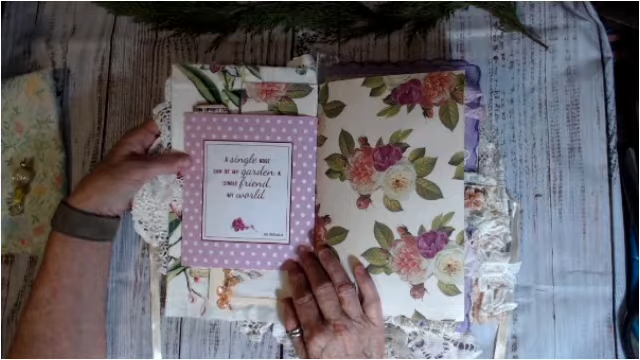 A single rose
can be my garden a
single friend,
my world.